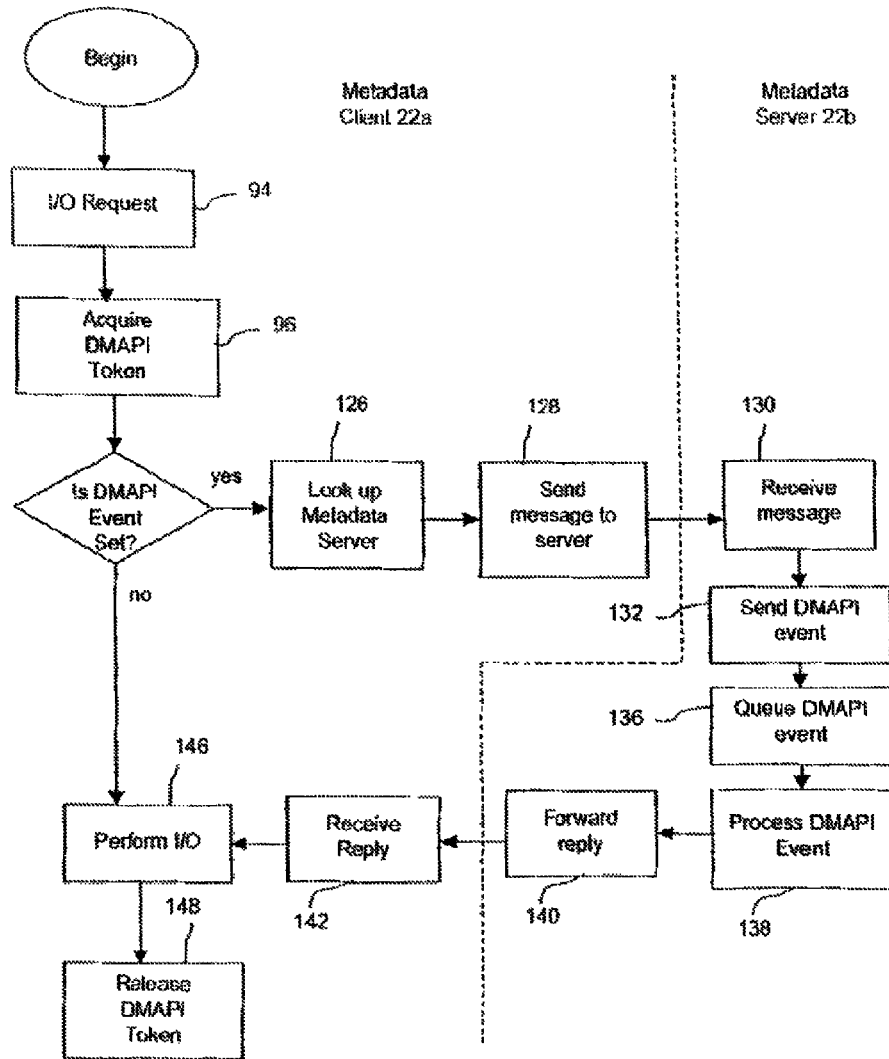 Begin
Metadata
Client 22a
Metadata
Server 22b
I/O Request
94
Acquire
DMAPI
Token
96
Is DMAPI
Event
Set?
yes
no
126
Look up
Metadata
Server
128
Send
message to
server
130
Receive
message
132
Send DMAPI
event
136
Queue DMAPI
event
146
Perform I/O
Receive
Reply
142
Forward
reply
140
Process DMAPI
Event
138
148
Release
DMAPI
Token